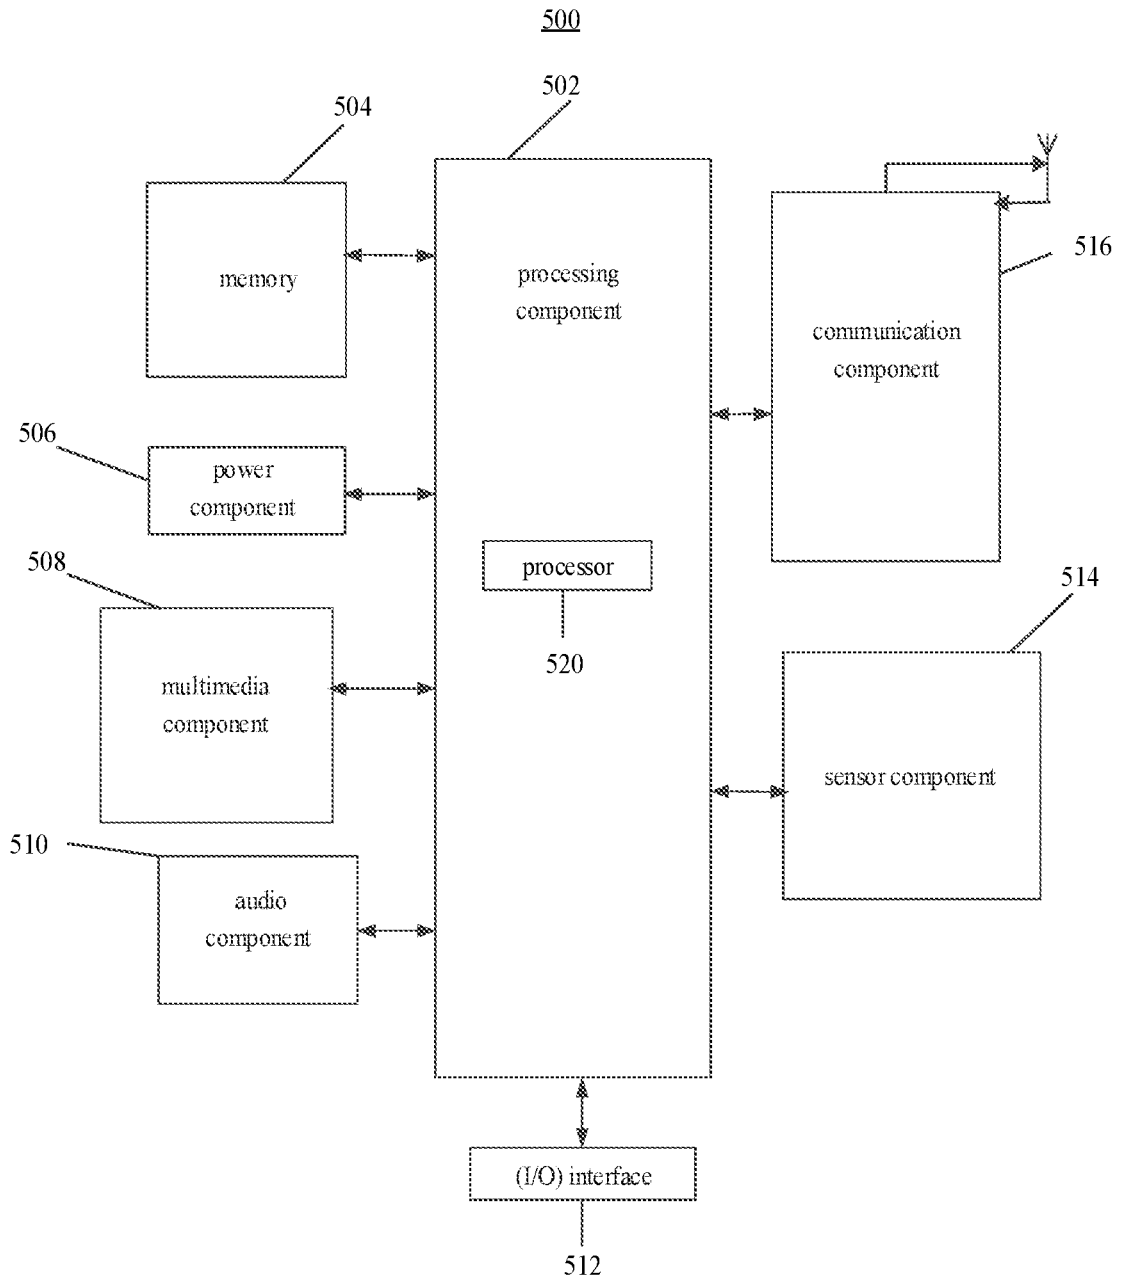 500
502
504
memory
processing
component
516
communication
component
506
power
component
508
processor
520
514
multimedia
component
sensor component
510
audio
component
(I/O) interface
512